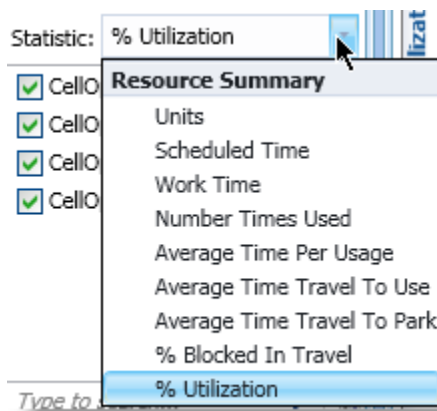 Statistic: % Utilization
Resource Summary
CellO
Units
CellO
Scheduled Time
CellO
Work Time
CellO
Number Times Used
Average Time Per Usage
Average Time Travel To Use
Average Time Travel To Park
% Blocked In Travel
% Utilization
Type to
lizat